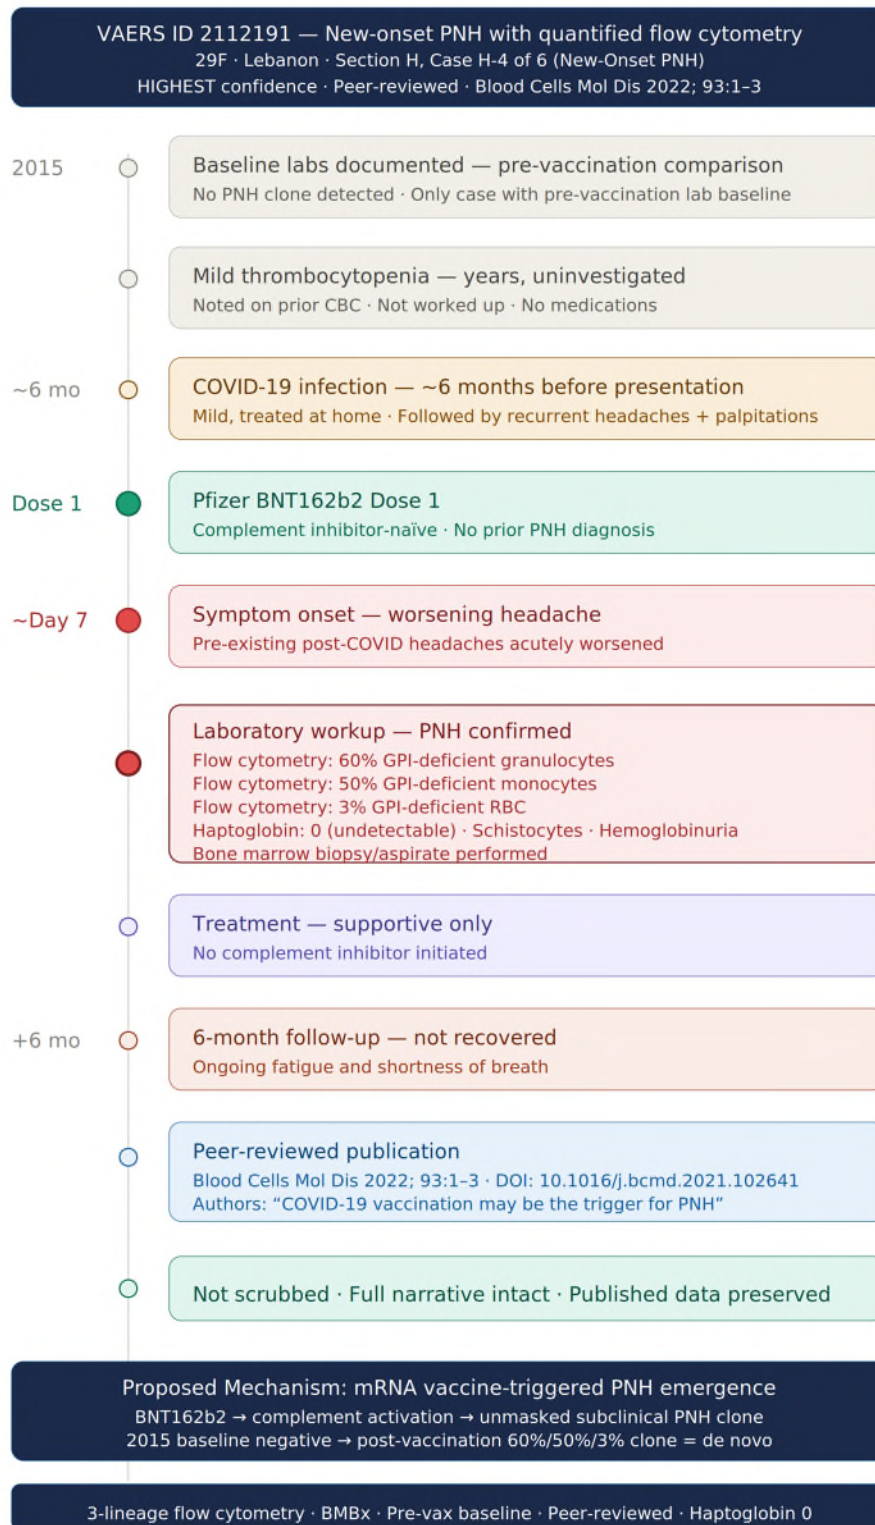 VAERS ID 2112191 — New-onset PNH with quantified flow cytometry
29F · Lebanon · Section H, Case H-4 of 6 (New-Onset PNH)
HIGHEST confidence · Peer-reviewed · Blood Cells Mol Dis 2022; 93:1–3
2015
Baseline labs documented — pre-vaccination comparison
No PNH clone detected · Only case with pre-vaccination lab baseline
Mild thrombocytopenia — years, uninvestigated
Noted on prior CBC · Not worked up · No medications
~6 mo
COVID-19 infection — ~6 months before presentation
Mild, treated at home · Followed by recurrent headaches + palpitations
Dose 1
Pfizer BNT162b2 Dose 1
Complement inhibitor-naïve · No prior PNH diagnosis
~Day 7
Symptom onset — worsening headache
Pre-existing post-COVID headaches acutely worsened
Laboratory workup — PNH confirmed
Flow cytometry: 60% GPI-deficient granulocytes
Flow cytometry: 50% GPI-deficient monocytes
Flow cytometry: 3% GPI-deficient RBC
Haptoglobin: 0 (undetectable) · Schistocytes · Hemoglobinuria
Bone marrow biopsy/aspirate performed
Treatment — supportive only
No complement inhibitor initiated
+6 mo
6-month follow-up — not recovered
Ongoing fatigue and shortness of breath
Peer-reviewed publication
Blood Cells Mol Dis 2022; 93:1–3 · DOI: 10.1016/j.bcmd.2021.102641
Authors: “COVID-19 vaccination may be the trigger for PNH”
Not scrubbed · Full narrative intact · Published data preserved
Proposed Mechanism: mRNA vaccine-triggered PNH emergence
BNT162b2 → complement activation → unmasked subclinical PNH clone
2015 baseline negative → post-vaccination 60%/50%/3% clone = de novo
3-lineage flow cytometry · BMBx · Pre-vax baseline · Peer-reviewed · Haptoglobin 0